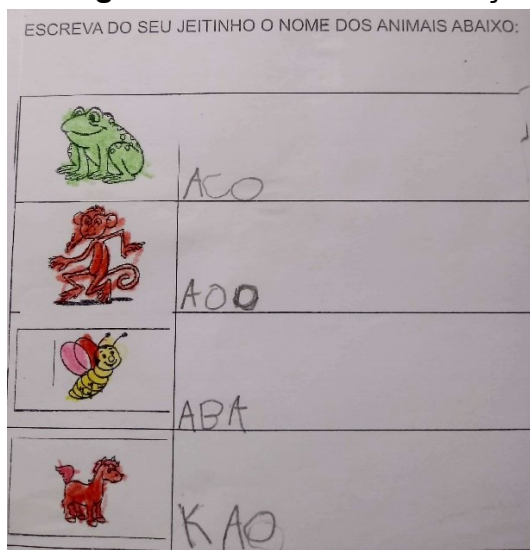 ESCREVA DO SEU JEITINHO O NOME DOS ANIMAIS ABAIXO:
ACO
AOO
ABA
KAO